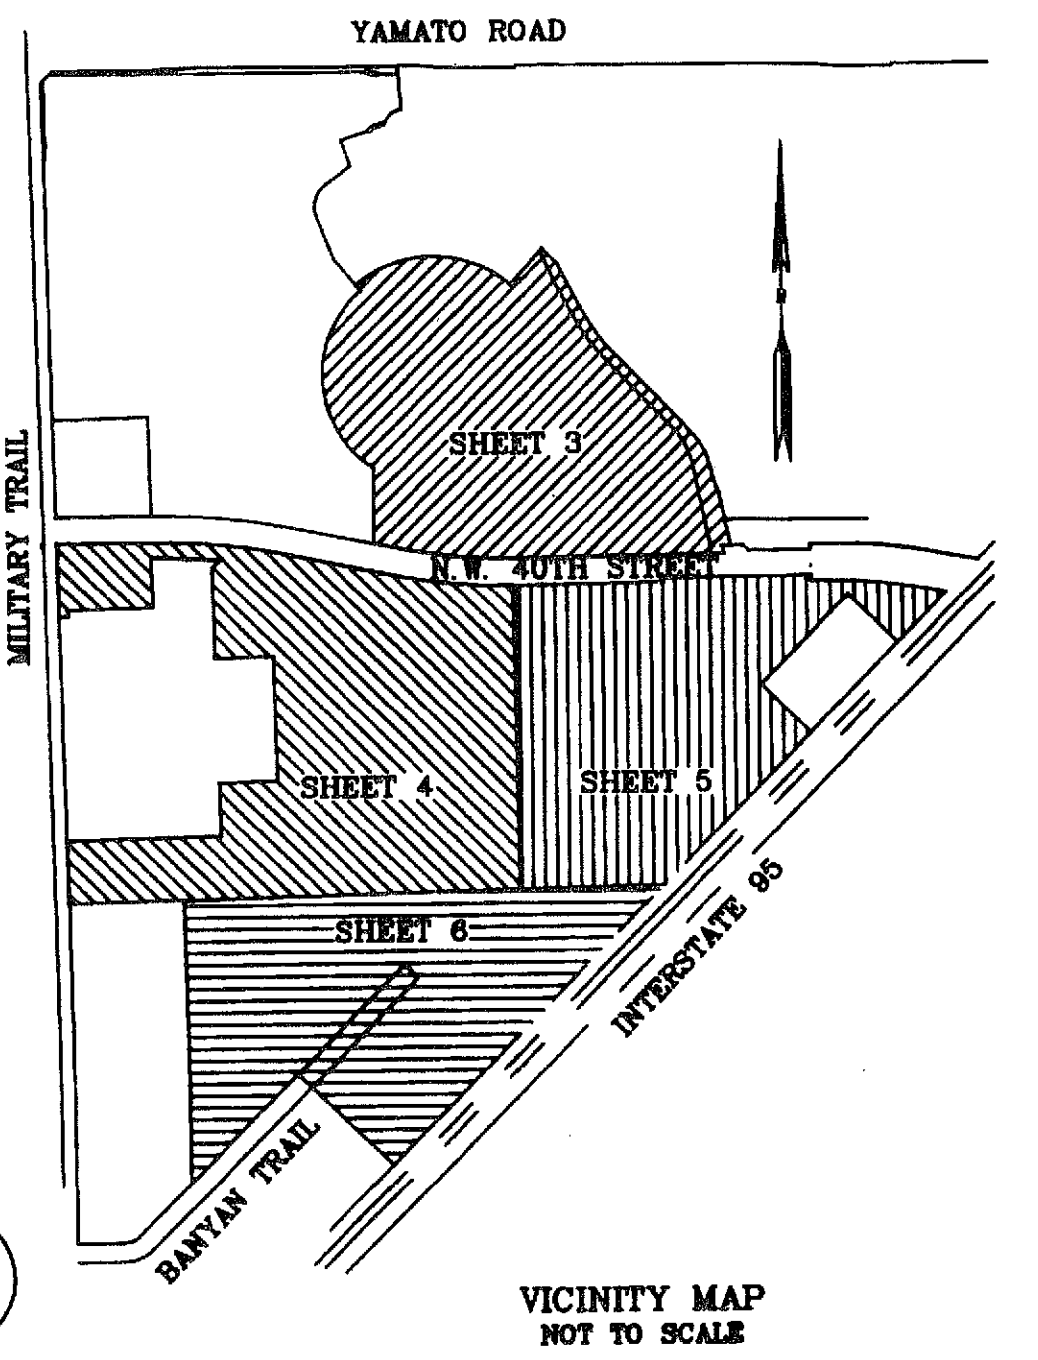 YAMATO ROAD
SHEET 3
MILITARY TRAIL
N.W. 40TH STREET
SHEET 4
SHEET 5
INTERSTATE 95
SHEET 6
BANYAN TRAIL
VICINITY MAP
NOT TO SCALE